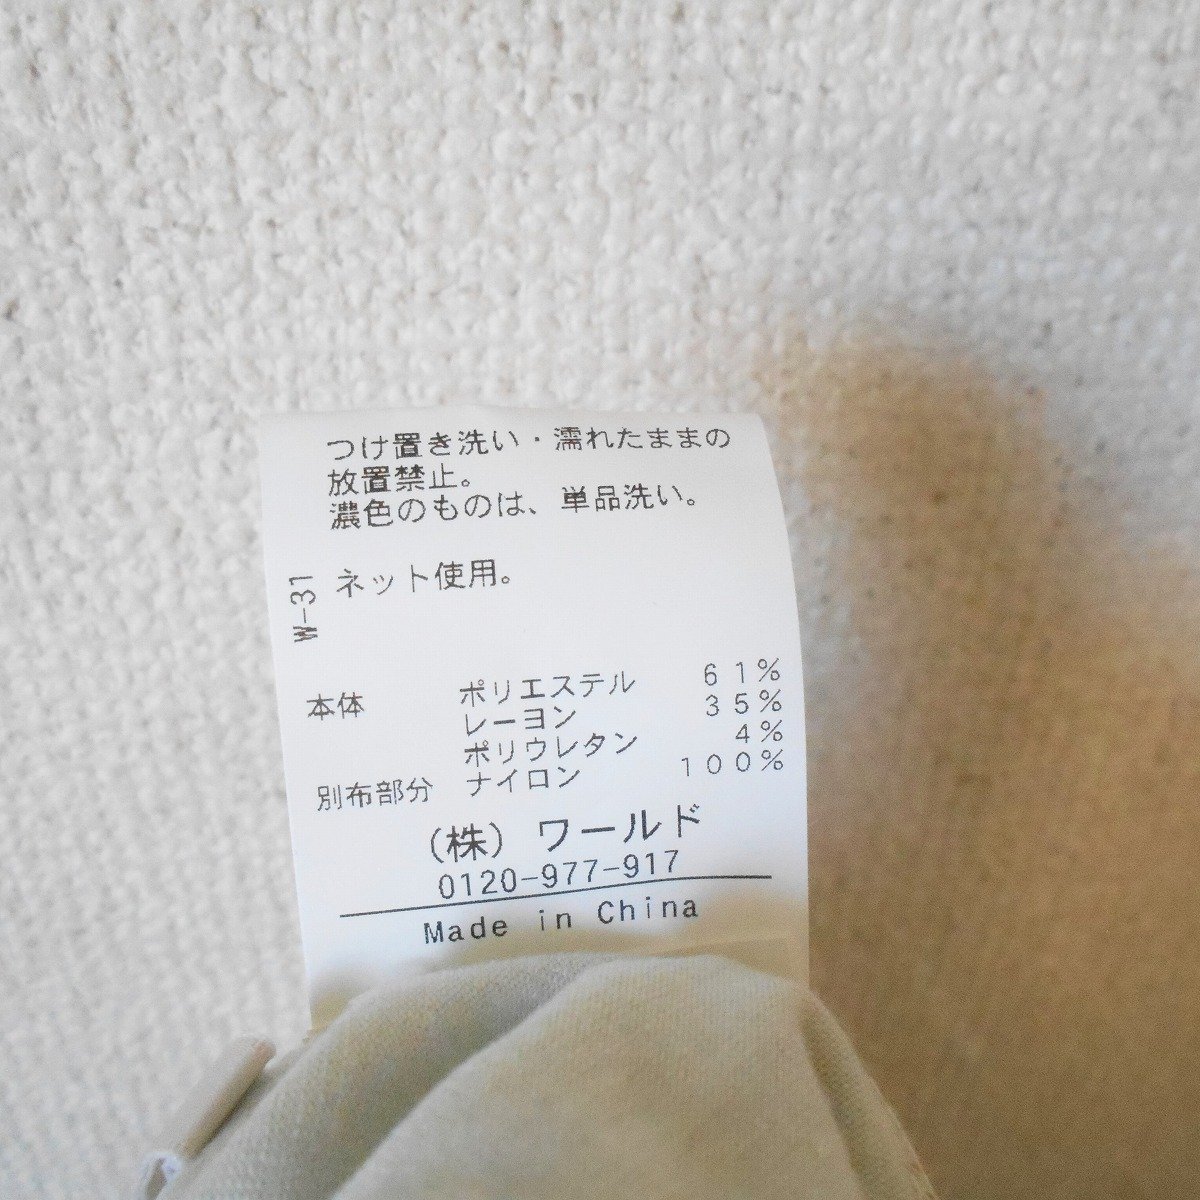 つけ置き洗い・濡れたままの
放置禁止。
濃色のものは、単品洗い。
ネット使用。
W-31
本体 ポリエステル 61%
レーヨン 35%
ポリウレタン 4%
別布部分 ナイロン 100%
(株) ワールド
0120-977-917
Made in China